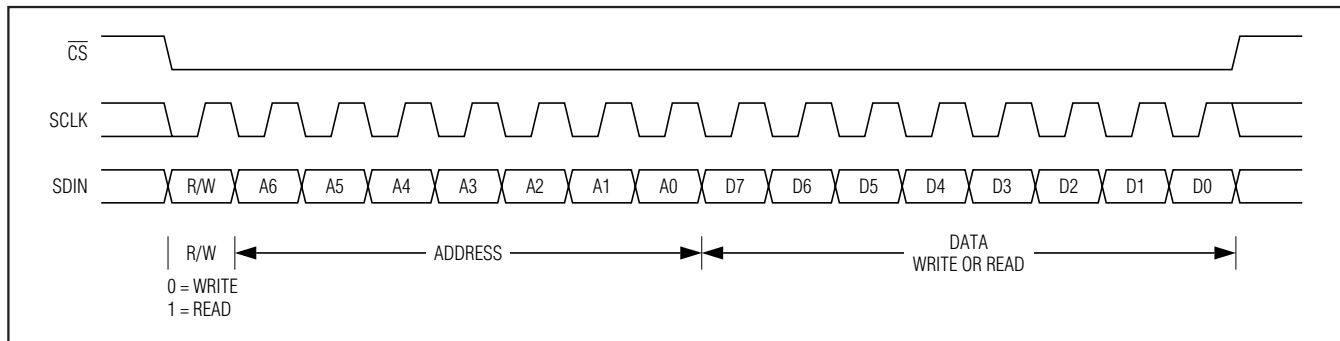 CS
SCLK
SDIN R/W A6 A5 A4 A3 A2 A1 A0 D7 D6 D5 D4 D3 D2 D1 D0
R/W ADDRESS DATA
WRITE OR READ
0 = WRITE
1 = READ